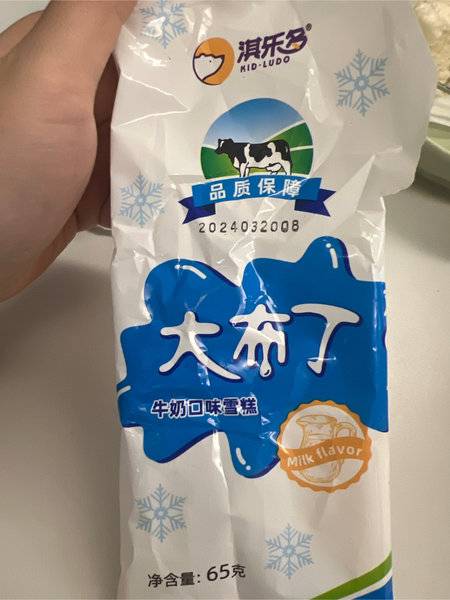 淇乐多®
KID-LUDO
品质保障
2024032008
大布丁
牛奶口味雪糕
Milk flavor
净含量: 65克